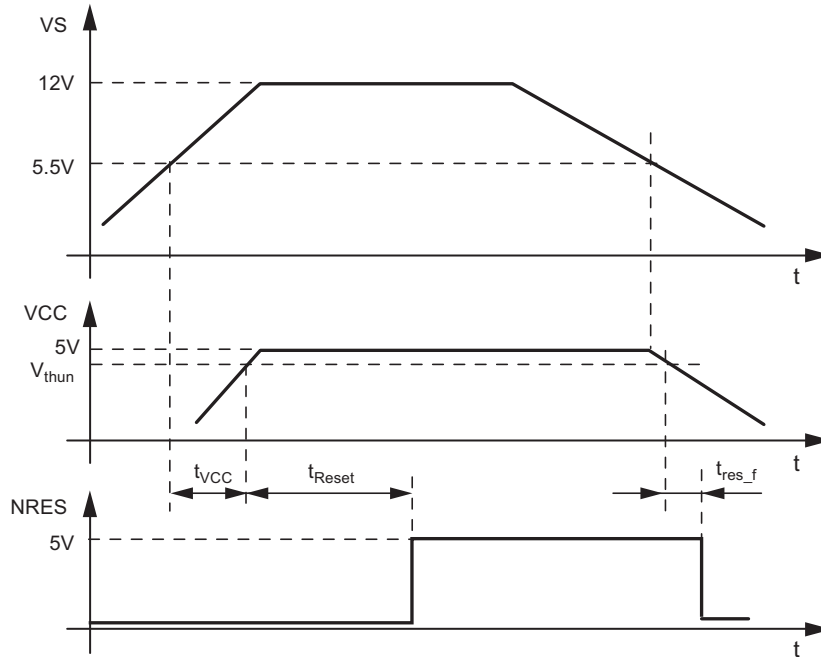 VS
12V
5.5V
t
VCC
5V
Vthun
t
tVCC
tReset
tres_f
NRES
5V
t